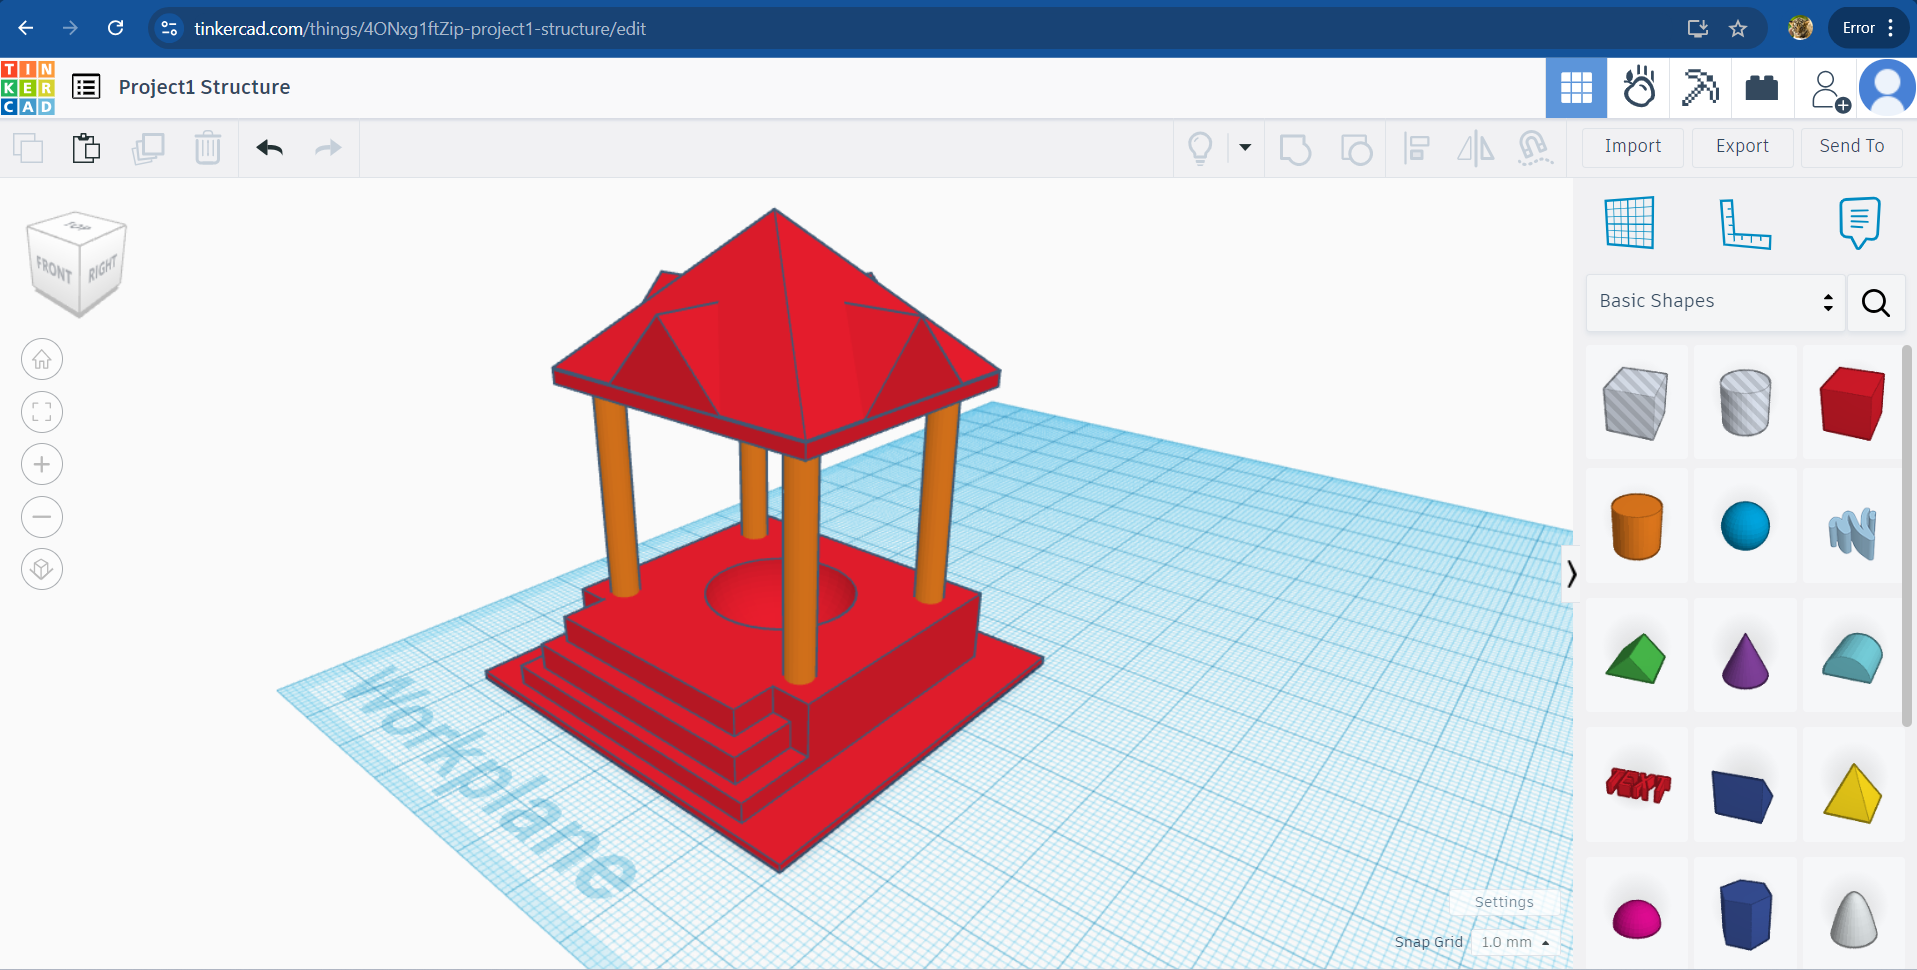 tinkercad.com/things/4ONxg1ftZip-project1-structure/edit
Error
TIN
KER
CAD
Project1 Structure
Import
Export
Send To
TOP
FRONT
RIGHT
Basic Shapes
TEXT
Workplane
Settings
Snap Grid
1.0 mm